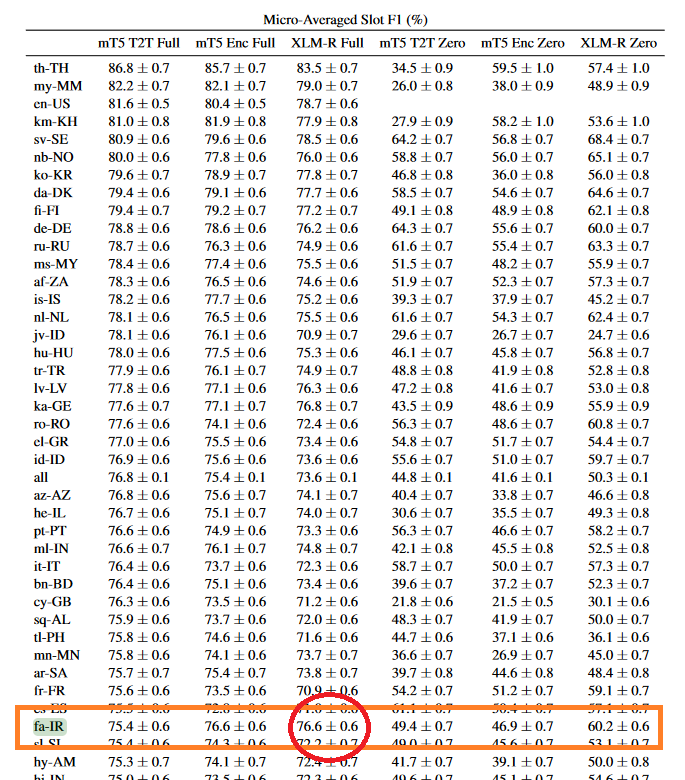 Micro-Averaged Slot F1 (%)
mT5 T2T Full mT5 Enc Full XLM-R Full mT5 T2T Zero mT5 Enc Zero XLM-R Zero
th-TH 86.8 ± 0.7 85.7 ± 0.7 83.5 ± 0.7 34.5 ± 0.9 59.5 ± 1.0 57.4 ± 1.0
my-MM 82.2 ± 0.7 82.1 ± 0.7 79.0 ± 0.7 26.0 ± 0.8 38.0 ± 0.9 48.9 ± 0.9
en-US 81.6 ± 0.5 80.4 ± 0.5 78.7 ± 0.6
km-KH 81.0 ± 0.8 81.9 ± 0.8 77.9 ± 0.8 27.9 ± 0.9 58.2 ± 1.0 53.6 ± 1.0
sv-SE 80.9 ± 0.6 79.6 ± 0.6 78.5 ± 0.6 64.2 ± 0.7 56.8 ± 0.7 68.4 ± 0.7
nb-NO 80.0 ± 0.6 77.8 ± 0.6 76.0 ± 0.6 58.8 ± 0.7 56.0 ± 0.7 65.1 ± 0.7
ko-KR 79.6 ± 0.7 78.9 ± 0.7 77.8 ± 0.7 46.8 ± 0.8 36.0 ± 0.8 56.0 ± 0.8
da-DK 79.4 ± 0.6 79.1 ± 0.6 77.7 ± 0.6 58.5 ± 0.7 54.6 ± 0.7 64.6 ± 0.7
fi-FI 79.4 ± 0.7 79.2 ± 0.7 77.2 ± 0.7 49.1 ± 0.8 48.9 ± 0.8 62.1 ± 0.8
de-DE 78.8 ± 0.6 78.6 ± 0.6 76.2 ± 0.6 64.3 ± 0.7 55.6 ± 0.7 60.0 ± 0.7
ru-RU 78.7 ± 0.6 76.3 ± 0.7 74.9 ± 0.7 61.6 ± 0.7 55.4 ± 0.7 63.3 ± 0.7
ms-MY 78.4 ± 0.6 77.4 ± 0.6 75.5 ± 0.6 51.5 ± 0.7 48.2 ± 0.7 55.9 ± 0.7
af-ZA 78.3 ± 0.6 76.5 ± 0.6 74.6 ± 0.6 51.9 ± 0.7 52.3 ± 0.7 57.3 ± 0.7
is-IS 78.2 ± 0.6 77.7 ± 0.6 75.2 ± 0.6 39.3 ± 0.7 37.9 ± 0.7 45.2 ± 0.7
nl-NL 78.1 ± 0.6 76.5 ± 0.6 75.5 ± 0.6 61.6 ± 0.7 54.3 ± 0.7 62.4 ± 0.7
jv-ID 78.1 ± 0.6 76.1 ± 0.6 70.9 ± 0.7 29.6 ± 0.7 26.7 ± 0.7 24.7 ± 0.6
hu-HU 78.0 ± 0.6 77.5 ± 0.6 75.3 ± 0.6 46.1 ± 0.7 45.8 ± 0.7 56.8 ± 0.7
tr-TR 77.9 ± 0.6 76.1 ± 0.7 74.9 ± 0.7 48.8 ± 0.8 41.9 ± 0.8 52.8 ± 0.8
lv-LV 77.8 ± 0.6 77.1 ± 0.6 76.3 ± 0.6 47.2 ± 0.8 41.6 ± 0.7 53.0 ± 0.8
ka-GE 77.6 ± 0.7 77.1 ± 0.7 76.8 ± 0.7 43.5 ± 0.9 48.6 ± 0.9 55.9 ± 0.9
ro-RO 77.6 ± 0.6 74.1 ± 0.6 72.4 ± 0.6 56.3 ± 0.7 48.6 ± 0.7 60.8 ± 0.7
el-GR 77.0 ± 0.6 75.5 ± 0.6 73.4 ± 0.6 54.8 ± 0.7 51.7 ± 0.7 54.4 ± 0.7
id-ID 76.9 ± 0.6 75.6 ± 0.6 73.6 ± 0.6 55.6 ± 0.7 51.0 ± 0.7 59.7 ± 0.7
all 76.8 ± 0.1 75.4 ± 0.1 73.6 ± 0.1 44.8 ± 0.1 41.6 ± 0.1 50.3 ± 0.1
az-AZ 76.8 ± 0.6 75.6 ± 0.7 74.1 ± 0.7 40.4 ± 0.7 33.8 ± 0.7 46.6 ± 0.8
he-IL 76.7 ± 0.6 75.1 ± 0.7 74.0 ± 0.7 30.6 ± 0.7 35.5 ± 0.7 49.3 ± 0.8
pt-PT 76.6 ± 0.6 74.9 ± 0.6 73.3 ± 0.6 56.3 ± 0.7 46.6 ± 0.7 58.2 ± 0.7
ml-IN 76.6 ± 0.7 76.1 ± 0.7 74.8 ± 0.7 42.1 ± 0.8 45.5 ± 0.8 52.5 ± 0.8
it-IT 76.4 ± 0.6 73.7 ± 0.6 72.3 ± 0.6 58.7 ± 0.7 50.0 ± 0.7 57.3 ± 0.7
bn-BD 76.4 ± 0.6 75.1 ± 0.6 73.4 ± 0.6 39.6 ± 0.7 37.2 ± 0.7 52.3 ± 0.7
cy-GB 76.3 ± 0.6 73.5 ± 0.6 71.2 ± 0.6 21.8 ± 0.6 21.5 ± 0.5 30.1 ± 0.6
sq-AL 75.9 ± 0.6 73.7 ± 0.6 72.0 ± 0.6 48.3 ± 0.7 41.9 ± 0.7 50.0 ± 0.7
tl-PH 75.8 ± 0.6 74.6 ± 0.6 71.6 ± 0.6 44.7 ± 0.6 37.1 ± 0.6 36.1 ± 0.6
mn-MN 75.8 ± 0.6 74.1 ± 0.6 73.7 ± 0.7 36.6 ± 0.7 26.9 ± 0.7 45.0 ± 0.7
ar-SA 75.7 ± 0.7 75.4 ± 0.7 73.8 ± 0.7 39.7 ± 0.8 44.6 ± 0.8 48.4 ± 0.8
fr-FR 75.6 ± 0.6 73.5 ± 0.6 70.9 ± 0.6 54.2 ± 0.7 51.2 ± 0.7 59.1 ± 0.7
es-ES
fa-IR 75.4 ± 0.6 76.6 ± 0.6 76.6 ± 0.6 49.4 ± 0.7 46.9 ± 0.7 60.2 ± 0.6
sl-SL 75.4 ± 0.6 74.3 ± 0.6 72.2 ± 0.7 49.0 ± 0.7 45.6 ± 0.7 53.1 ± 0.7
hy-AM 75.3 ± 0.7 74.1 ± 0.7 72.4 ± 0.7 41.7 ± 0.7 39.1 ± 0.7 50.0 ± 0.8
hi-IN 75.0 ± 0.6 73.5 ± 0.6 72.3 ± 0.6 49.6 ± 0.7 45.1 ± 0.7